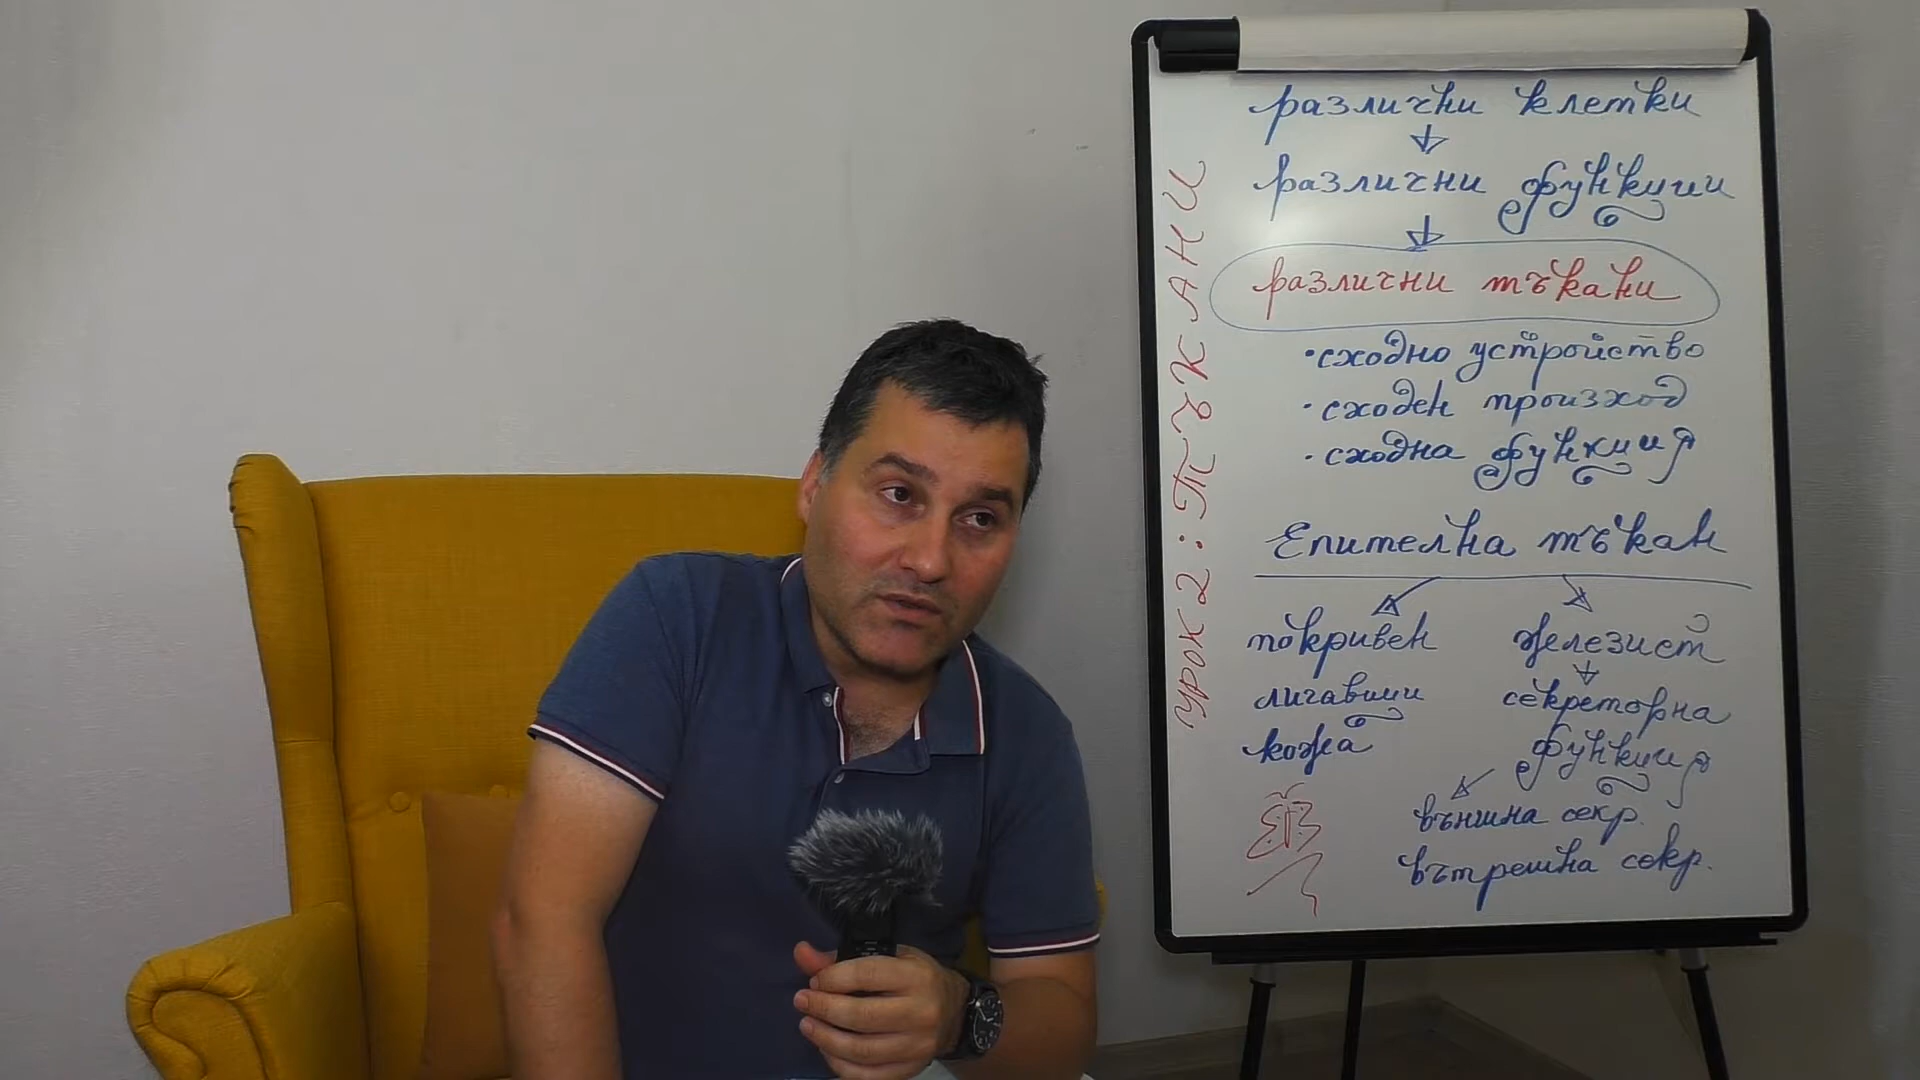 УРОК 2: ТЪКАНИ
различни клетки
различни функции
различни тъкани
• сходно устройство
• сходен произход
• сходна функция
Епителна тъкан
покривен железист
лигавици секреторна
кожа функция
външна секр.
вътрешна секр.